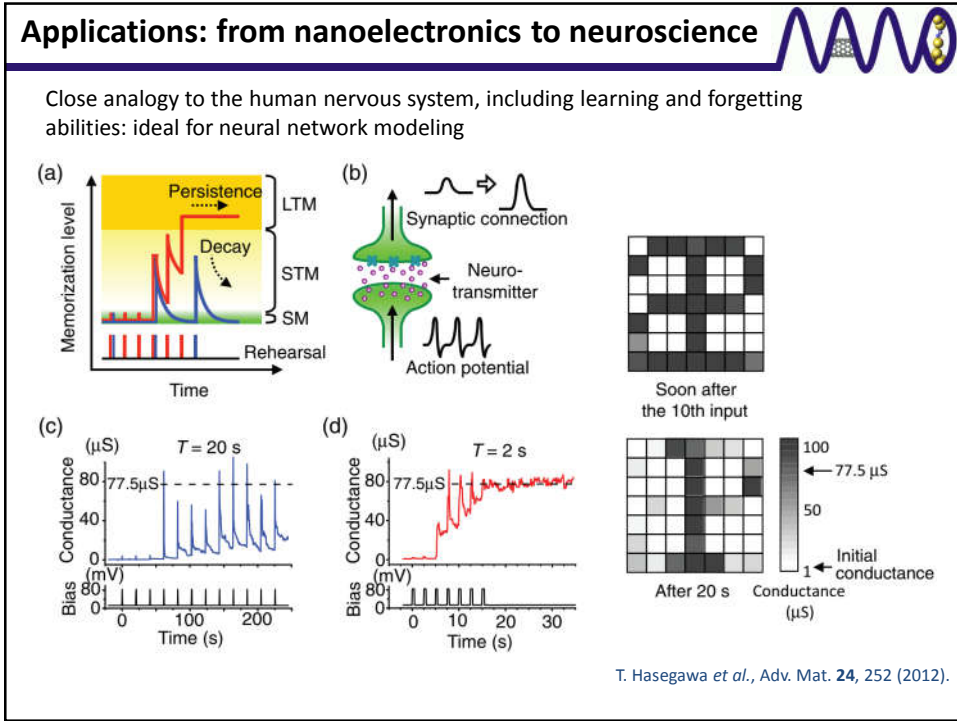 Applications: from nanoelectronics to neuroscience
NANO
Close analogy to the human nervous system, including learning and forgetting
abilities: ideal for neural network modeling
(a)
Memorization level
Persistence
Decay
LTM
STM
SM
Rehearsal
Time
(b)
Synaptic connection
Neuro-
transmitter
Action potential
Soon after
the 10th input
(c)
(μS)
T = 20 s
Conductance
80
77.5μS
40
0
(mV)
Bias
80
0
0 100 200
Time (s)
(d)
(μS)
T = 2 s
Conductance
80
77.5μS
40
0
(mV)
Bias
80
0
0 10 20 30
Time (s)
100
77.5 μS
50
Initial
conductance
1
After 20 s
Conductance
(μS)
T. Hasegawa et al., Adv. Mat. 24, 252 (2012).